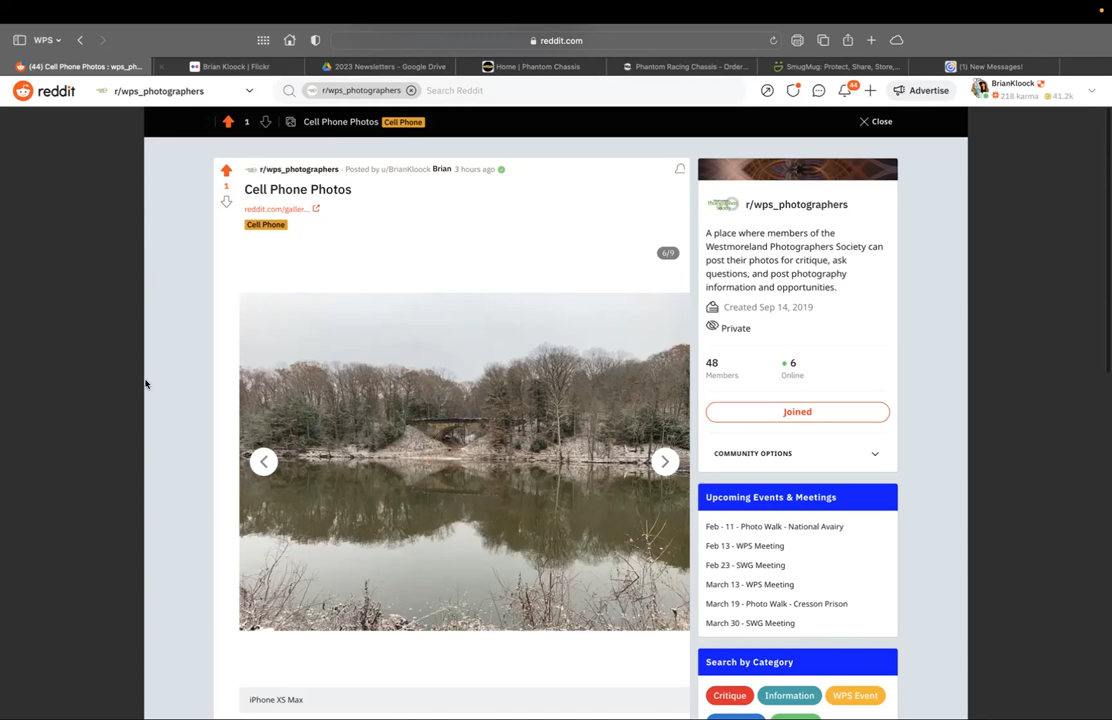 WPS
reddit.com
(44) Cell Phone Photos : wps_ph...
Brian Kloock | Flickr
2023 Newsletters - Google Drive
Home | Phantom Chassis
Phantom Racing Chassis - Order...
SmugMug: Protect, Share, Store,...
(1) New Messages!
reddit
r/wps_photographers
r/wps_photographers
Search Reddit
44
Advertise
BrianKloock
218 karma
41.2k
1
Cell Phone Photos
Cell Phone
Close
1
r/wps_photographers · Posted by u/BrianKloock Brian 3 hours ago
Cell Phone Photos
reddit.com/galler...
Cell Phone
6/9
iPhone XS Max
r/wps_photographers
A place where members of the
Westmoreland Photographers Society can
post their photos for critique, ask
questions, and post photography
information and opportunities.
Created Sep 14, 2019
Private
48
Members
6
Online
Joined
COMMUNITY OPTIONS
Upcoming Events & Meetings
Feb - 11 - Photo Walk - National Avairy
Feb 13 - WPS Meeting
Feb 23 - SWG Meeting
March 13 - WPS Meeting
March 19 - Photo Walk - Cresson Prison
March 30 - SWG Meeting
Search by Category
Critique
Information
WPS Event